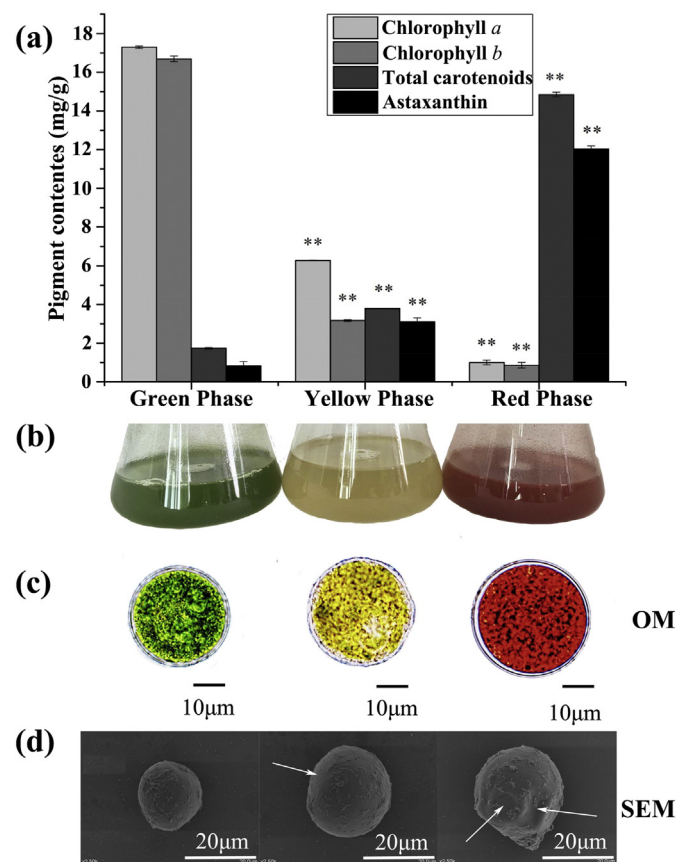 (a)
Pigment contentes (mg/g)
18
16
14
12
10
8
6
4
2
0
Chlorophyll a
Chlorophyll b
Total carotenoids
Astaxanthin
** ** ** **
** ** ** **
Green Phase Yellow Phase Red Phase
(b)
(c)
OM
10μm 10μm 10μm
(d)
SEM
20μm 20μm 20μm